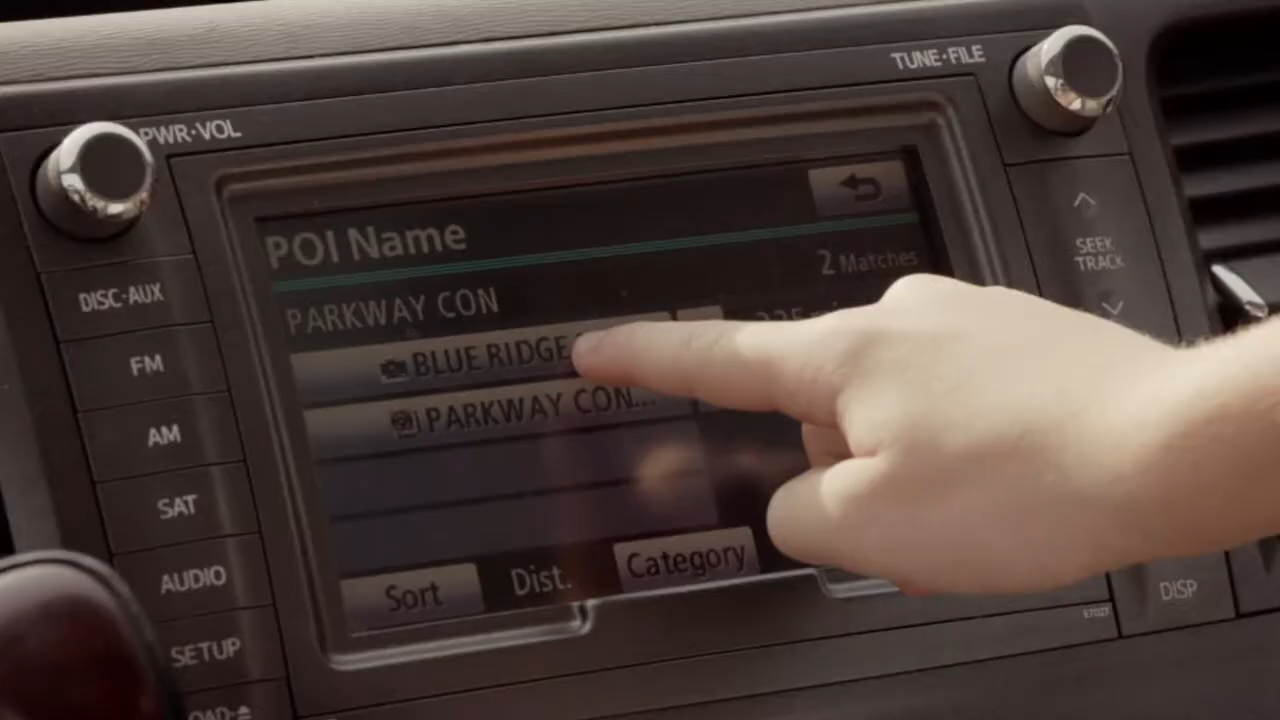 TUNE·FILE
PWR·VOL
POI Name
2 Matches
PARKWAY CON
BLUE RIDGE
PARKWAY CON...
Sort
Dist.
Category
DISC·AUX
FM
AM
SAT
AUDIO
SETUP
SEEK
TRACK
DISP
E7027